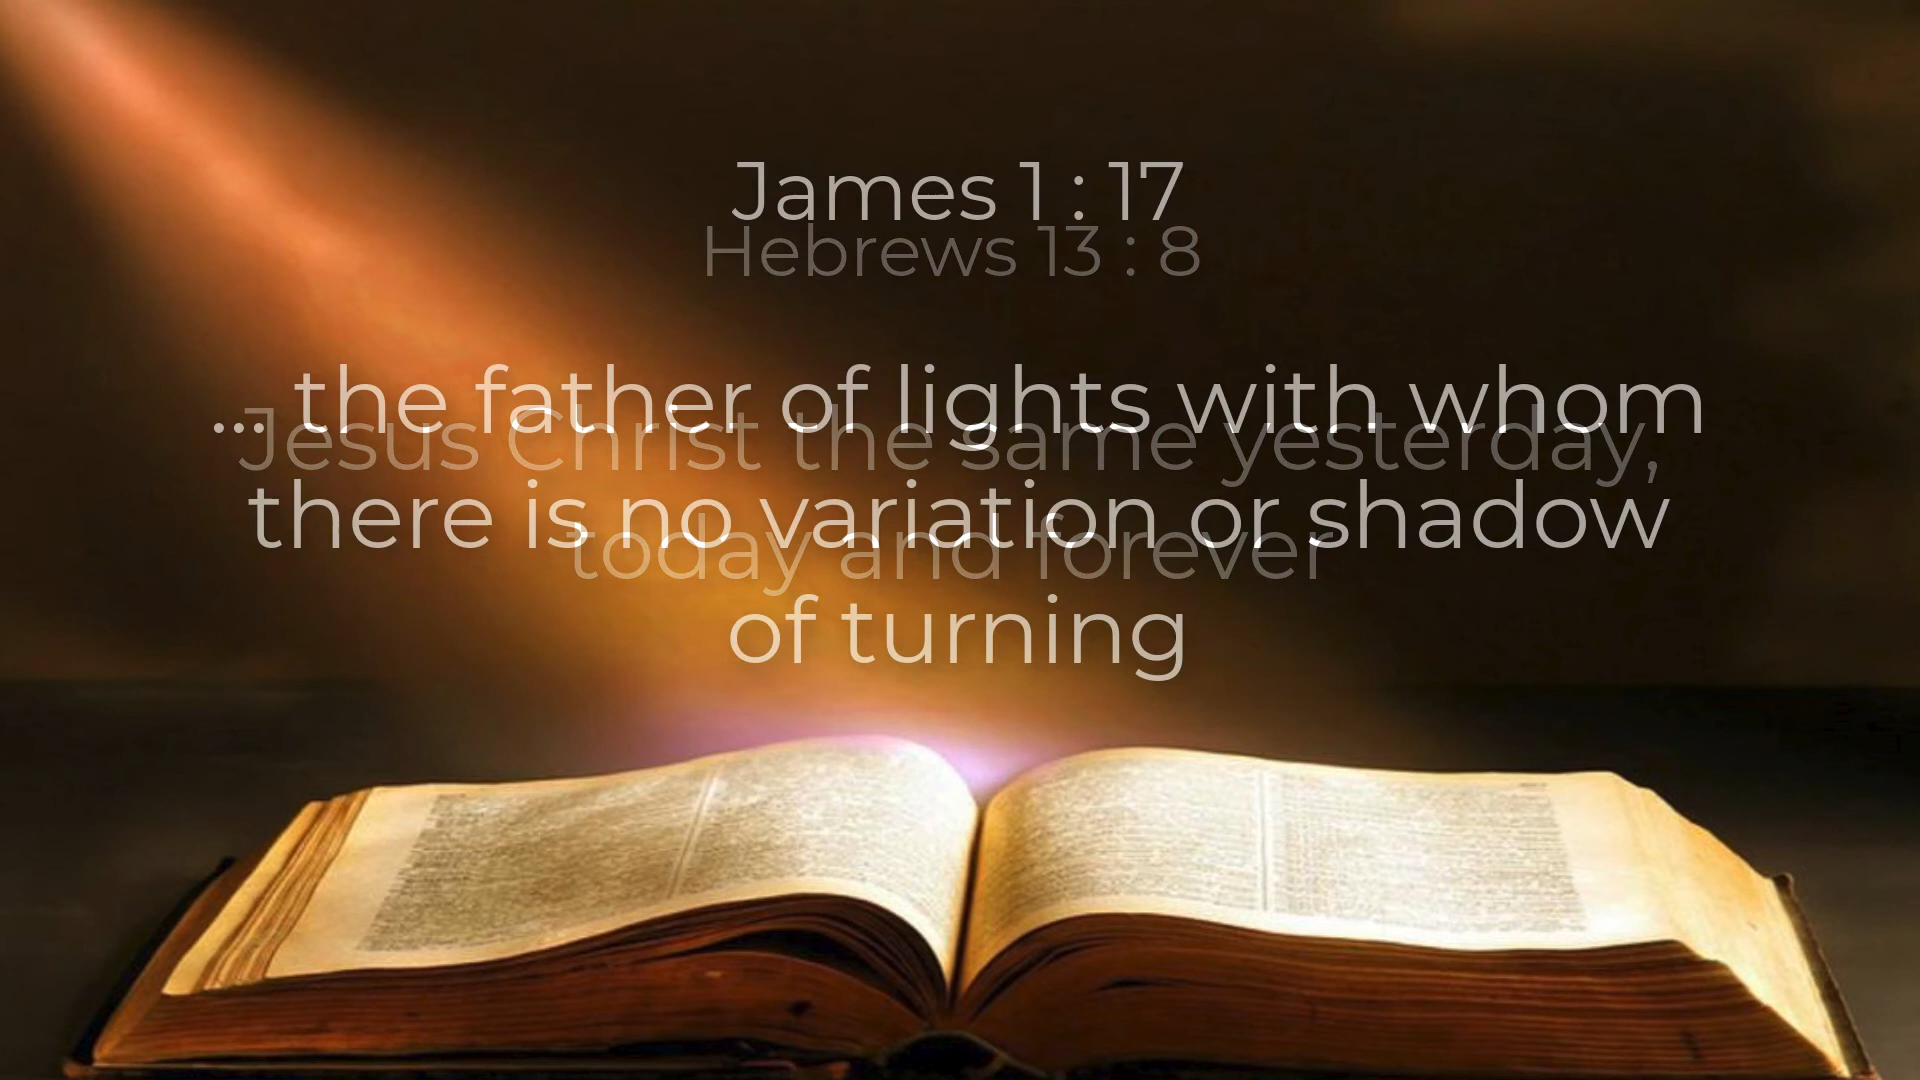 James 1 : 17
Hebrews 13 : 8
... the father of lights with whom
Jesus Christ the same yesterday,
there is no variation or shadow
today and forever
of turning